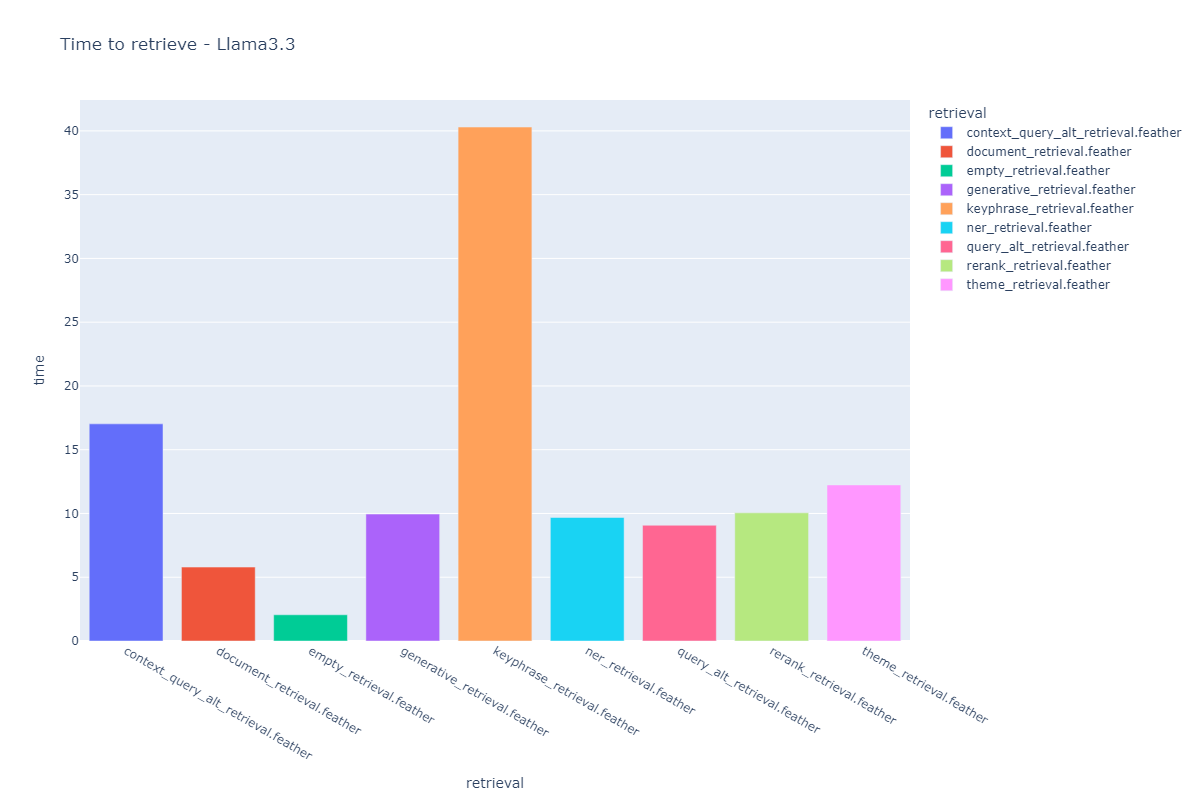 Time to retrieve - Llama3.3
retrieval
context_query_alt_retrieval.feather
document_retrieval.feather
empty_retrieval.feather
generative_retrieval.feather
keyphrase_retrieval.feather
ner_retrieval.feather
query_alt_retrieval.feather
rerank_retrieval.feather
theme_retrieval.feather
time
40
35
30
25
20
15
10
5
0
context_query_alt_retrieval.feather
document_retrieval.feather
empty_retrieval.feather
generative_retrieval.feather
keyphrase_retrieval.feather
ner_retrieval.feather
query_alt_retrieval.feather
rerank_retrieval.feather
theme_retrieval.feather
retrieval